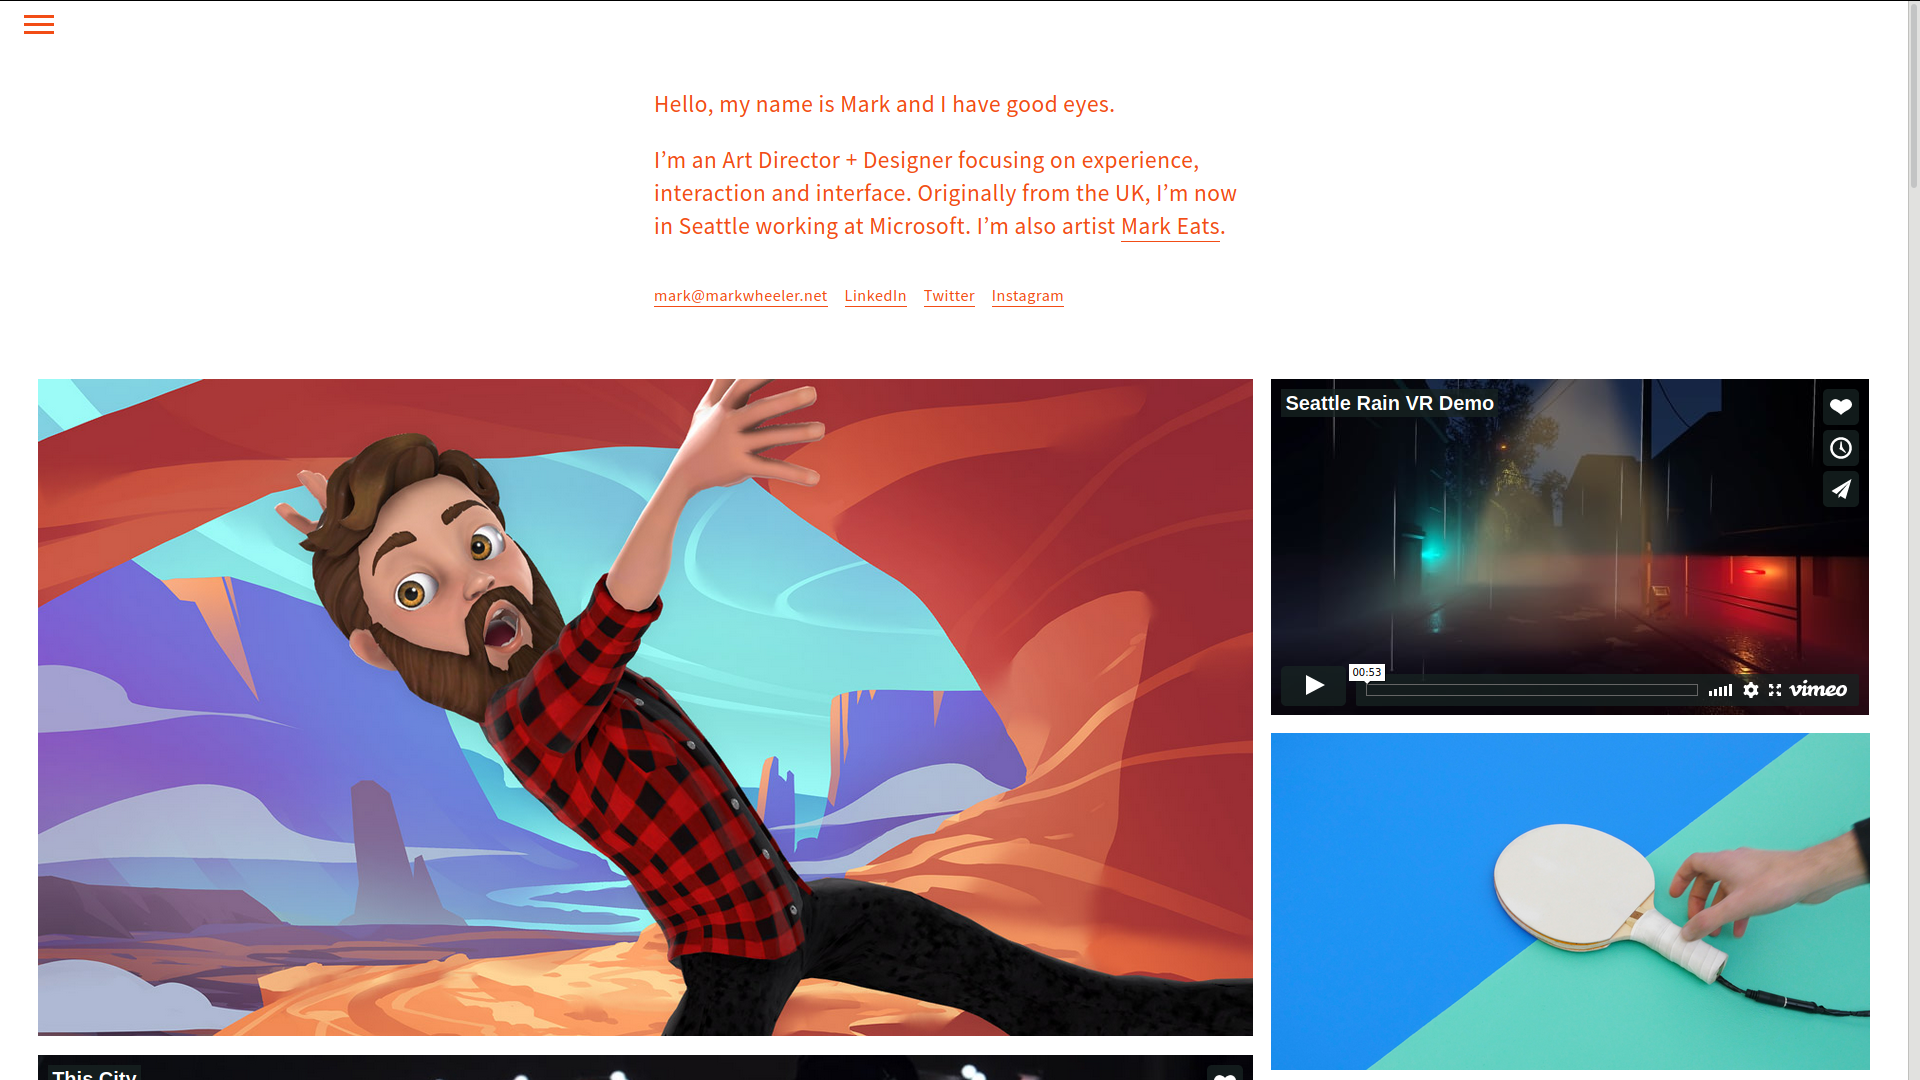 Hello, my name is Mark and I have good eyes.
I’m an Art Director + Designer focusing on experience,
interaction and interface. Originally from the UK, I’m now
in Seattle working at Microsoft. I’m also artist Mark Eats.
mark@markwheeler.net LinkedIn Twitter Instagram
Seattle Rain VR Demo
00:53
vimeo
This City